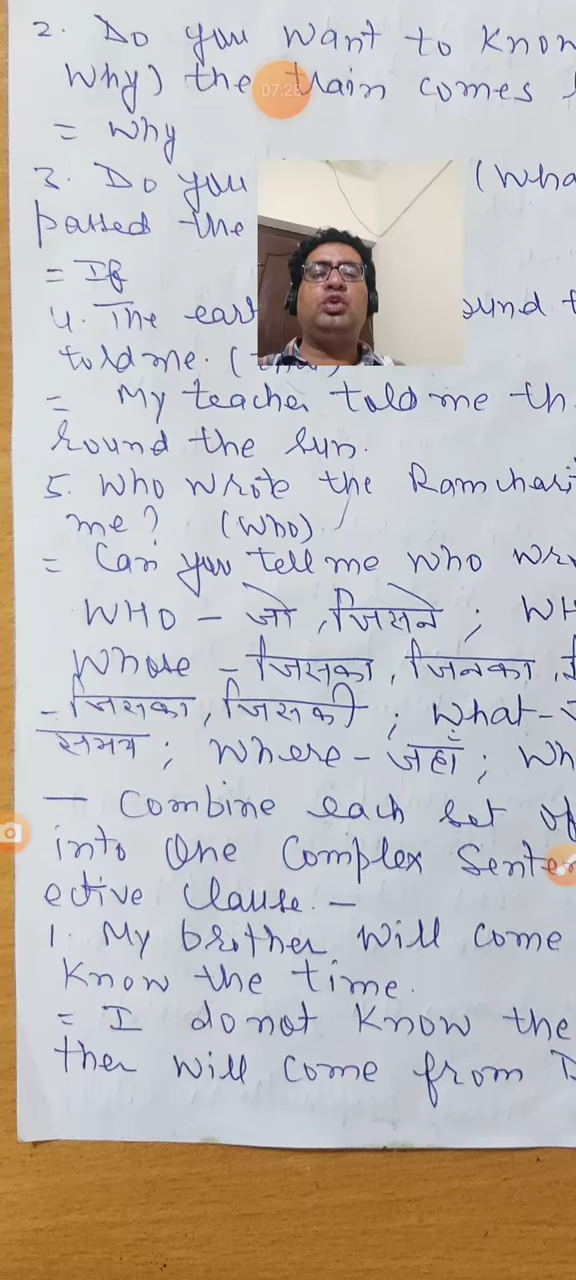 2. Do you want to know
why) the train comes
07:28
= why
3. Do you (Wha
passed the
= If
4. The eart ound t
told me. (
= My teacher told me th
round the sun.
5. Who wrote the Ramchari
me? (Who)
= Can you tell me who wr
WHO - जो, जिसने ; WH
Whose - जिसका, जिनका,
- जिसका, जिसकी ; What -
समय ; Where - जहाँ ; Wh
- Combine each set of
into One Complex Senten
ective Clause. -
1. My brother will come
know the time.
= I do not know the
ther will come from D